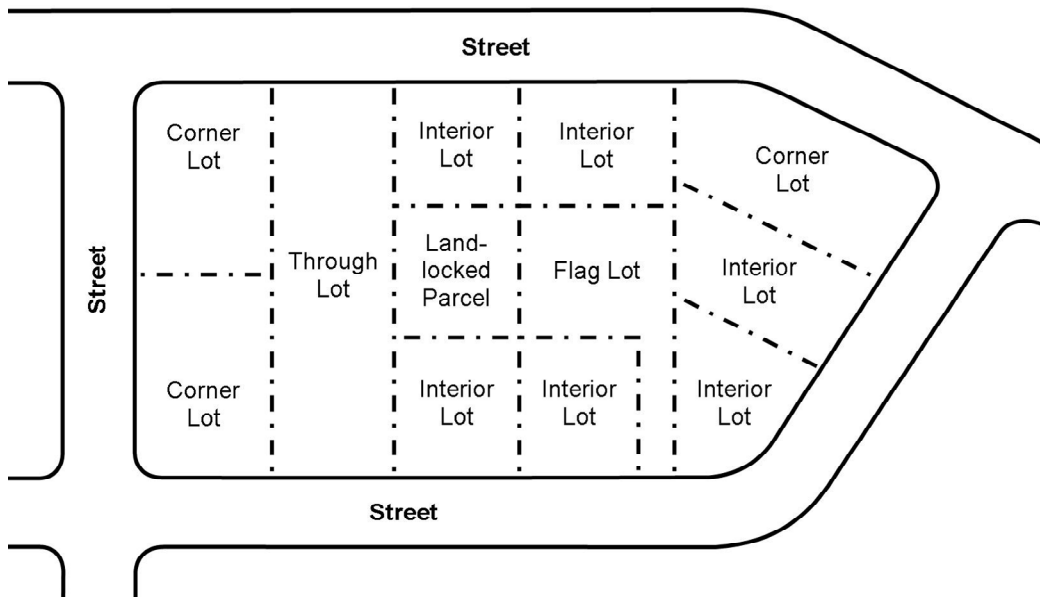 Street
Corner
Lot
Interior
Lot
Interior
Lot
Corner
Lot
Street
Through
Lot
Land-
locked
Parcel
Flag Lot
Interior
Lot
Corner
Lot
Interior
Lot
Interior
Lot
Interior
Lot
Street